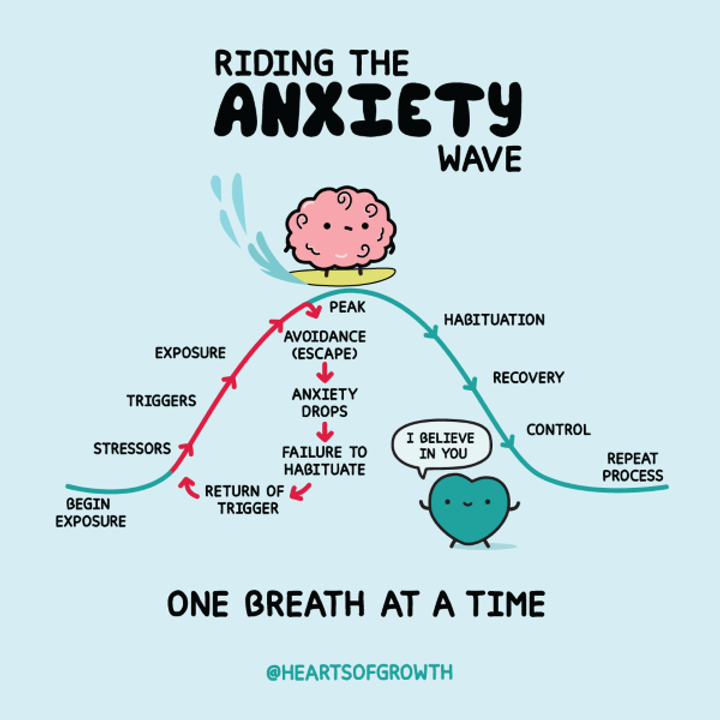 RIDING THE
ANXIETY
WAVE
PEAK
AVOIDANCE
(ESCAPE)
ANXIETY
DROPS
FAILURE TO
HABITUATE
RETURN OF
TRIGGER
EXPOSURE
TRIGGERS
STRESSORS
BEGIN
EXPOSURE
HABITUATION
RECOVERY
CONTROL
REPEAT
PROCESS
I BELIEVE
IN YOU
ONE BREATH AT A TIME
@HEARTSOFGROWTH